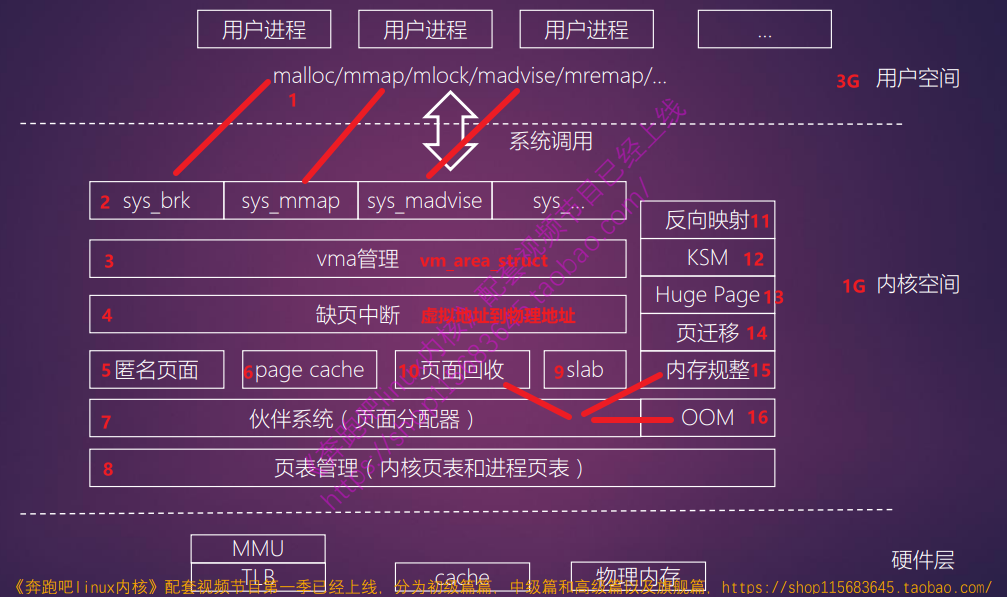 用户进程 用户进程 用户进程 ...
malloc/mmap/mlock/madvise/mremap/... 3G 用户空间
1
系统调用
2 sys_brk sys_mmap sys_madvise sys_...
反向映射 11
3 vma管理 vm_area_struct KSM 12
1G 内核空间
Huge Page 13
4 缺页中断 虚拟地址到物理地址
页迁移 14
5 匿名页面 6 page cache 10 页面回收 9 slab 内存规整 15
7 伙伴系统（页面分配器） OOM 16
8 页表管理（内核页表和进程页表）
MMU
硬件层
TLB cache 物理内存
《奔跑吧linux内核》配套视频节目第一季已经上线，分为初级篇篇，中级篇和高级篇以及旗舰篇，https://shop115683645.taobao.com/